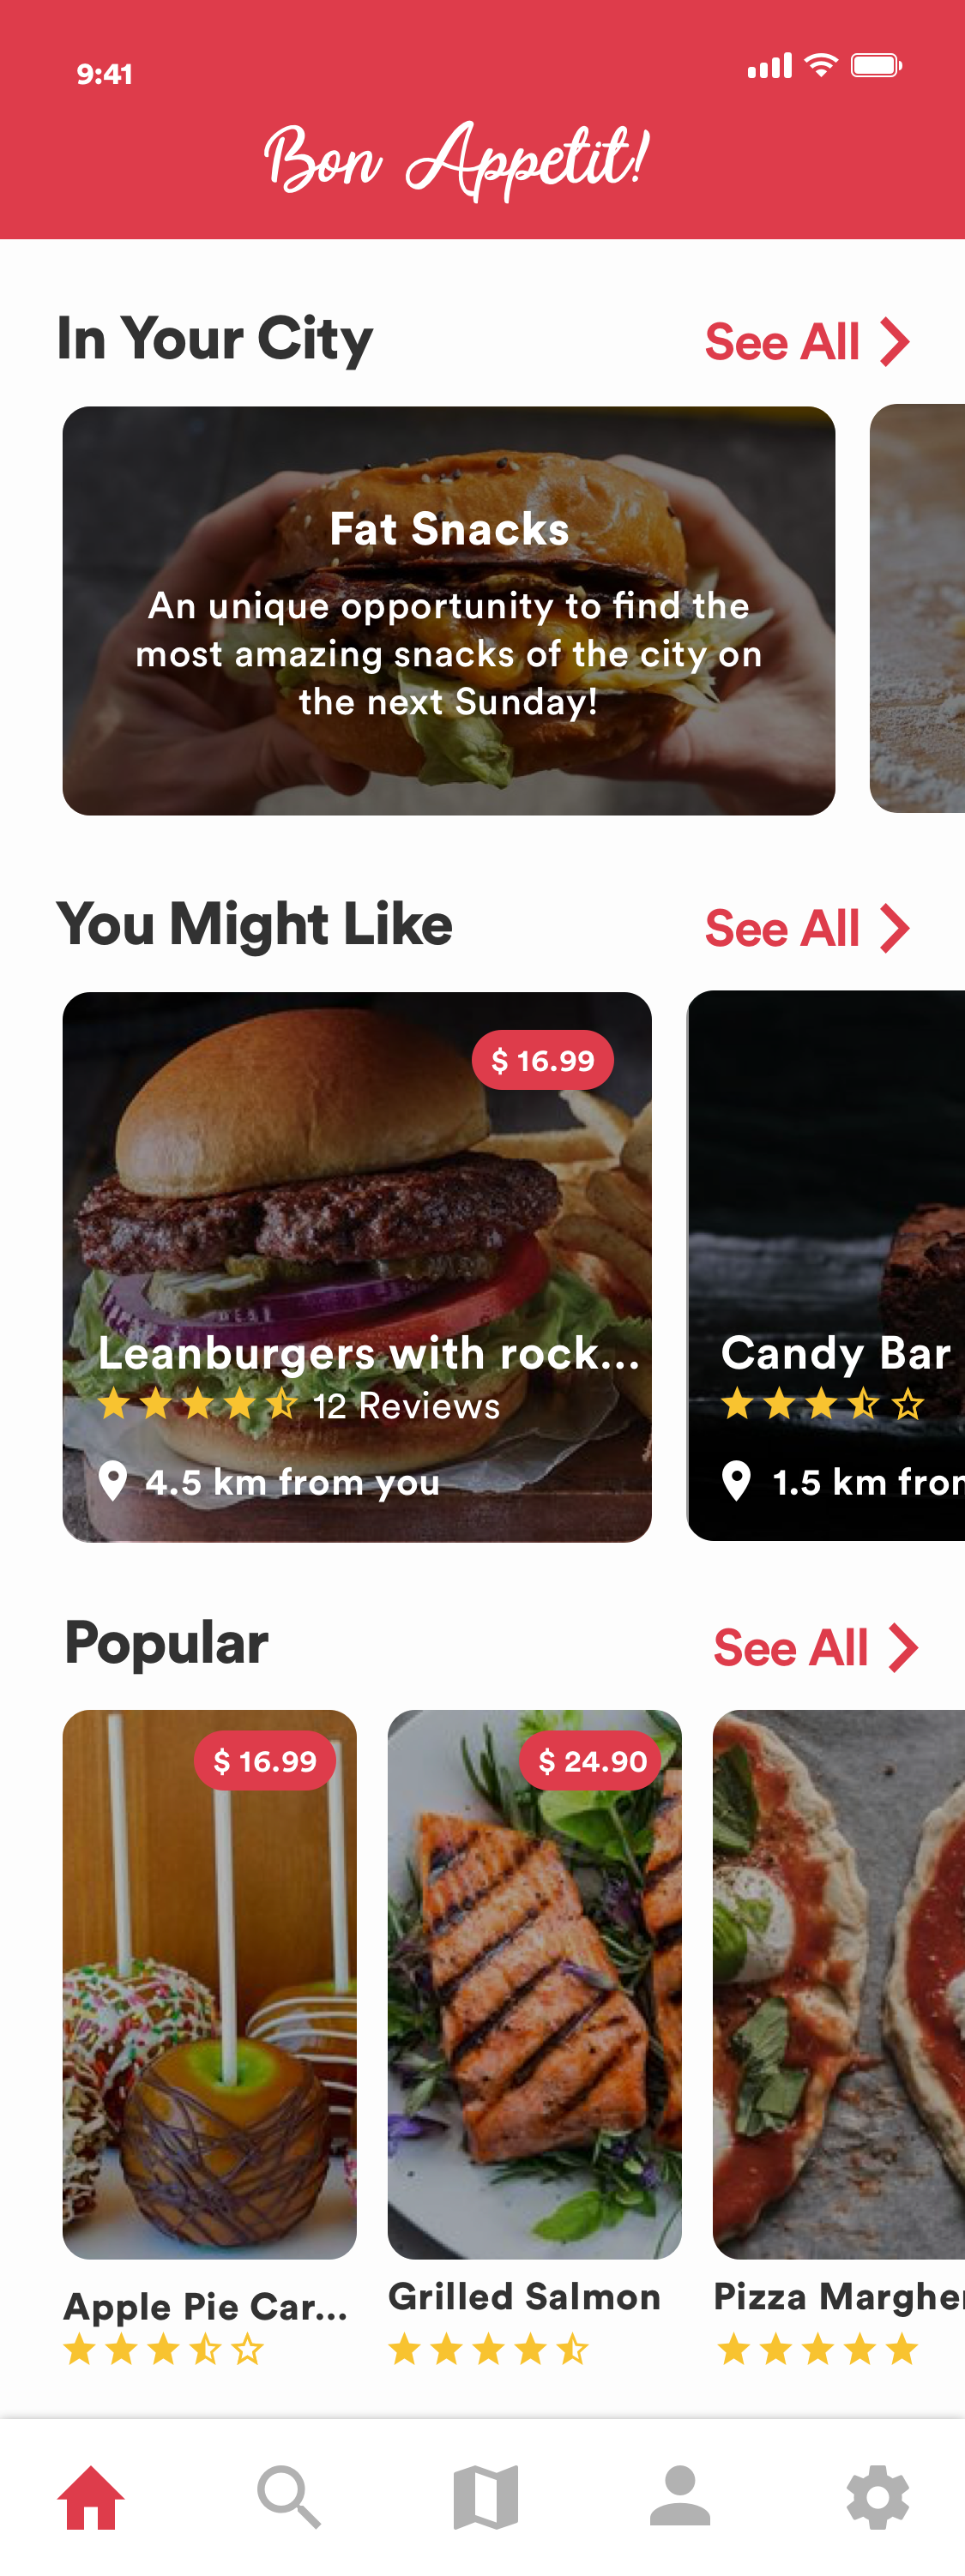 9:41
Bon Appetit!
In Your City
See All
Fat Snacks
An unique opportunity to find the
most amazing snacks of the city on
the next Sunday!
You Might Like
See All
$ 16.99
Leanburgers with rock...
12 Reviews
4.5 km from you
Candy Bar
1.5 km fron
Popular
See All
$ 16.99
$ 24.90
Apple Pie Car...
Grilled Salmon
Pizza Margher